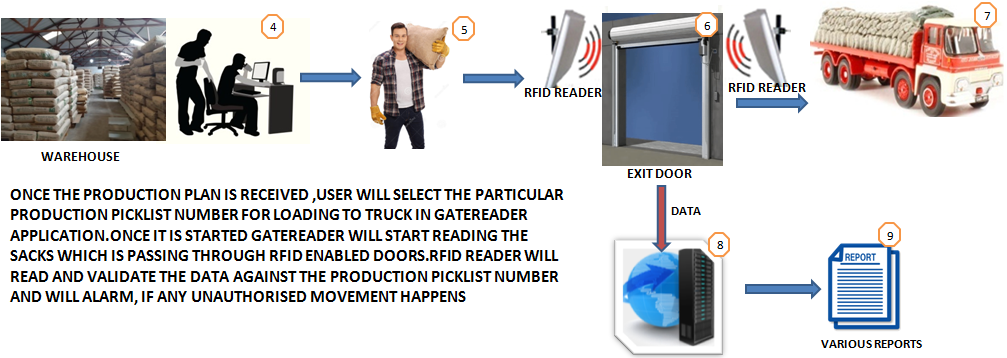 4
5
6
7
RFID READER
RFID READER
WAREHOUSE
EXIT DOOR
ONCE THE PRODUCTION PLAN IS RECEIVED ,USER WILL SELECT THE PARTICULAR
PRODUCTION PICKLIST NUMBER FOR LOADING TO TRUCK IN GATEREADER
APPLICATION.ONCE IT IS STARTED GATEREADER WILL START READING THE
SACKS WHICH IS PASSING THROUGH RFID ENABLED DOORS.RFID READER WILL
READ AND VALIDATE THE DATA AGAINST THE PRODUCTION PICKLIST NUMBER
AND WILL ALARM, IF ANY UNAUTHORISED MOVEMENT HAPPENS
DATA
8
9
REPORT
VARIOUS REPORTS